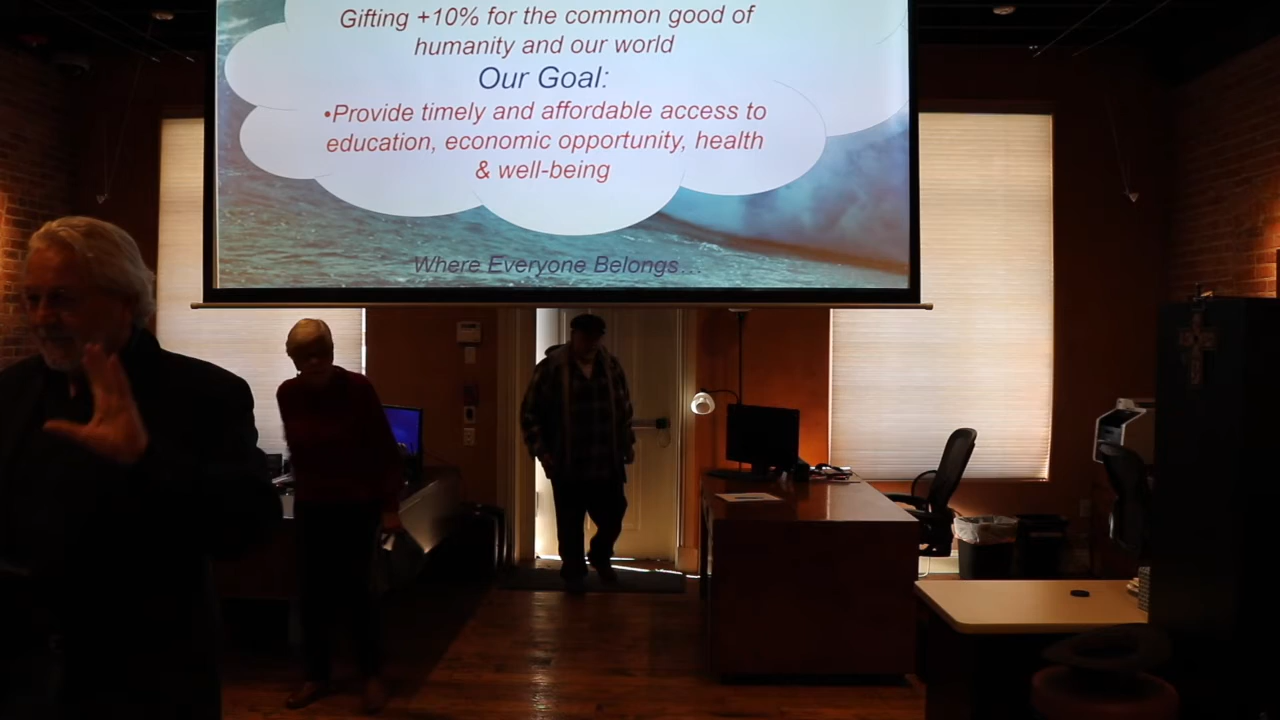 Gifting +10% for the common good of
humanity and our world
Our Goal:
•Provide timely and affordable access to
education, economic opportunity, health
& well-being
Where Everyone Belongs…